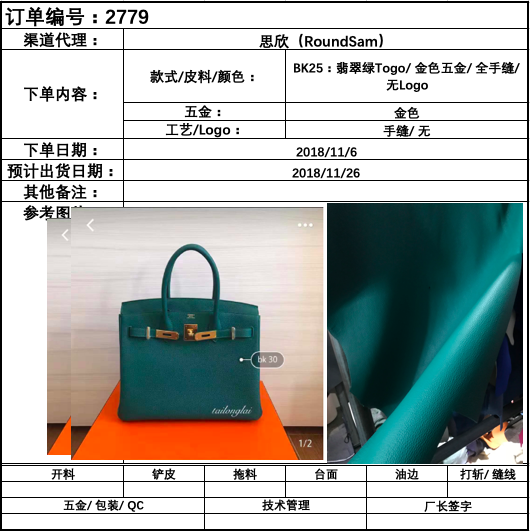 订单编号：2779
渠道代理： 思欣（RoundSam）
下单内容： 款式/皮料/颜色： BK25：翡翠绿Togo/ 金色五金/ 全手缝/
无Logo
五金： 金色
工艺/Logo： 手缝/ 无
下单日期： 2018/11/6
预计出货日期： 2018/11/26
其他备注：
参考图
bk 30
tailonglai
1/2
开料 铲皮 拖料 台面 油边 打斩/ 缝线
五金/ 包装/ QC 技术管理 厂长签字